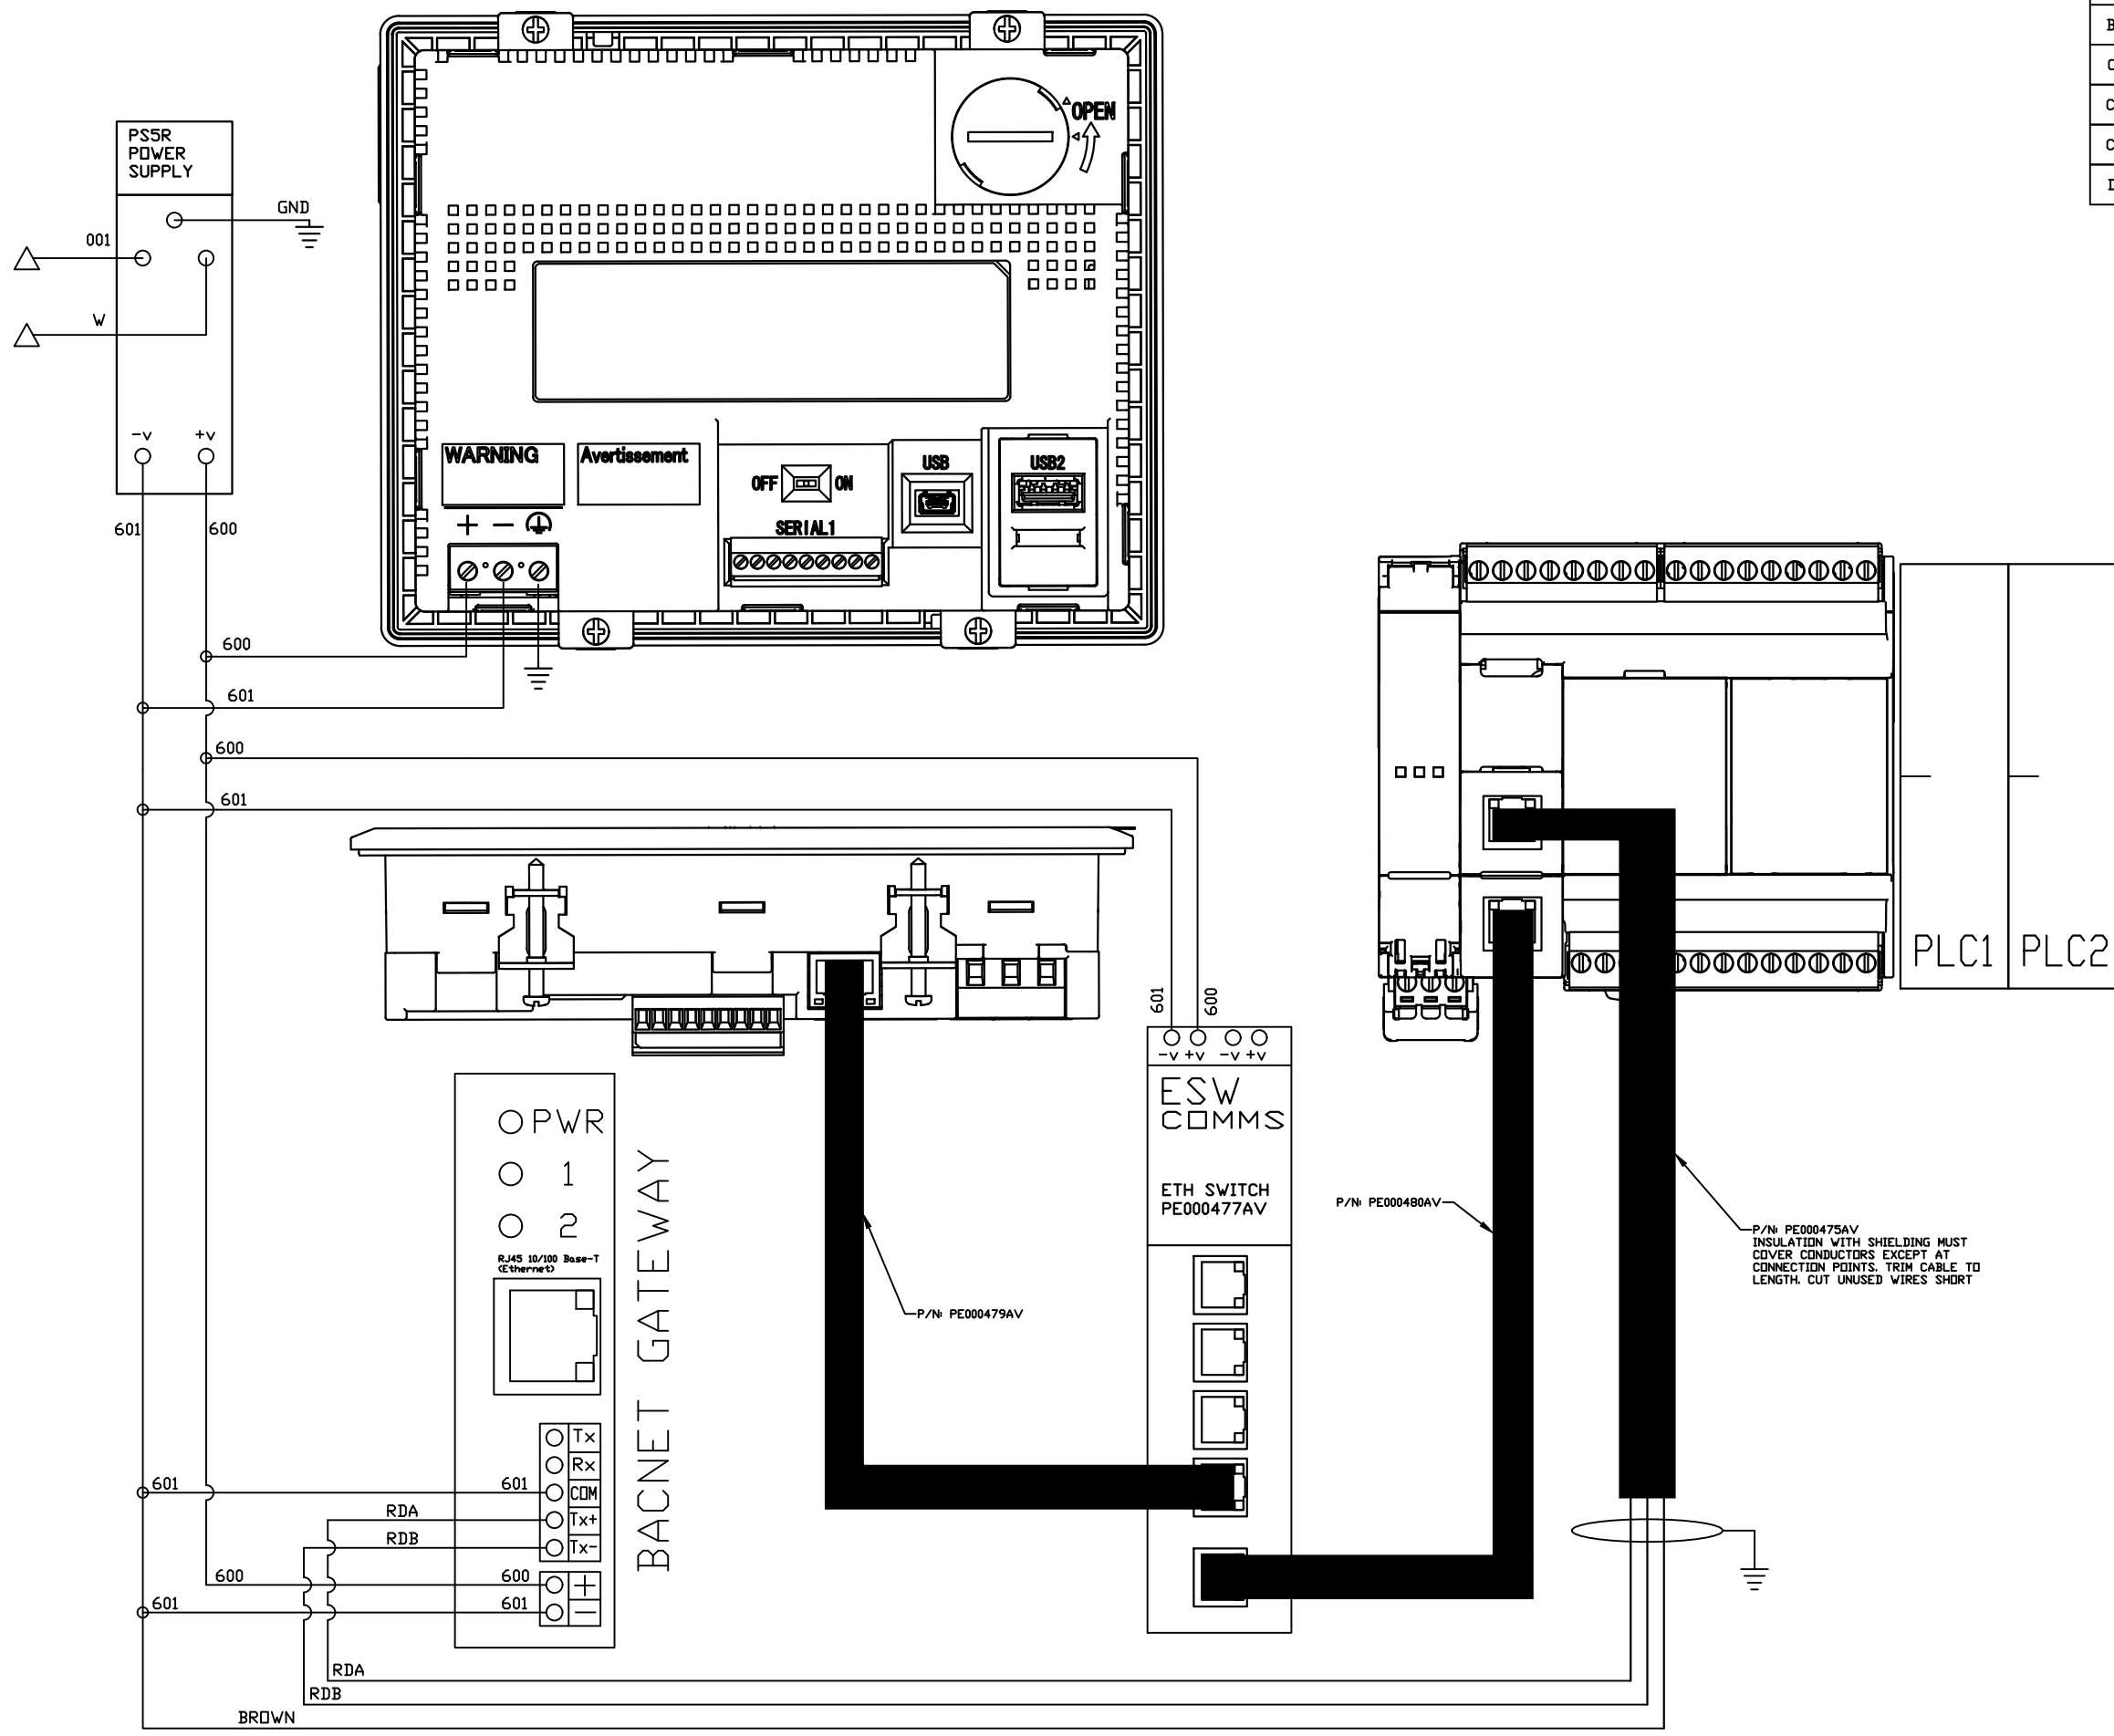 PS5R
POWER
SUPPLY
GND
001
W
-v +v
601 600
OPEN
WARNING
Avertissement
+ -
OFF ON
SERIAL1
USB
USB2
600
601
600
601
PLC1
PLC2
601
600
-v +v -v +v
ESW
COMMS
ETH SWITCH
PE000477AV
PWR
1
2
RJ45 10/100 Base-T
(Ethernet)
BACNET GATEWAY
P/N: PE000479AV
P/N: PE000480AV
P/N: PE000475AV
INSULATION WITH SHIELDING MUST
COVER CONDUCTORS EXCEPT AT
CONNECTION POINTS. TRIM CABLE TO
LENGTH. CUT UNUSED WIRES SHORT
Tx
Rx
601 601 COM
RDA Tx+
RDB Tx-
600 600 +
601 601 -
RDA
RDB
BROWN